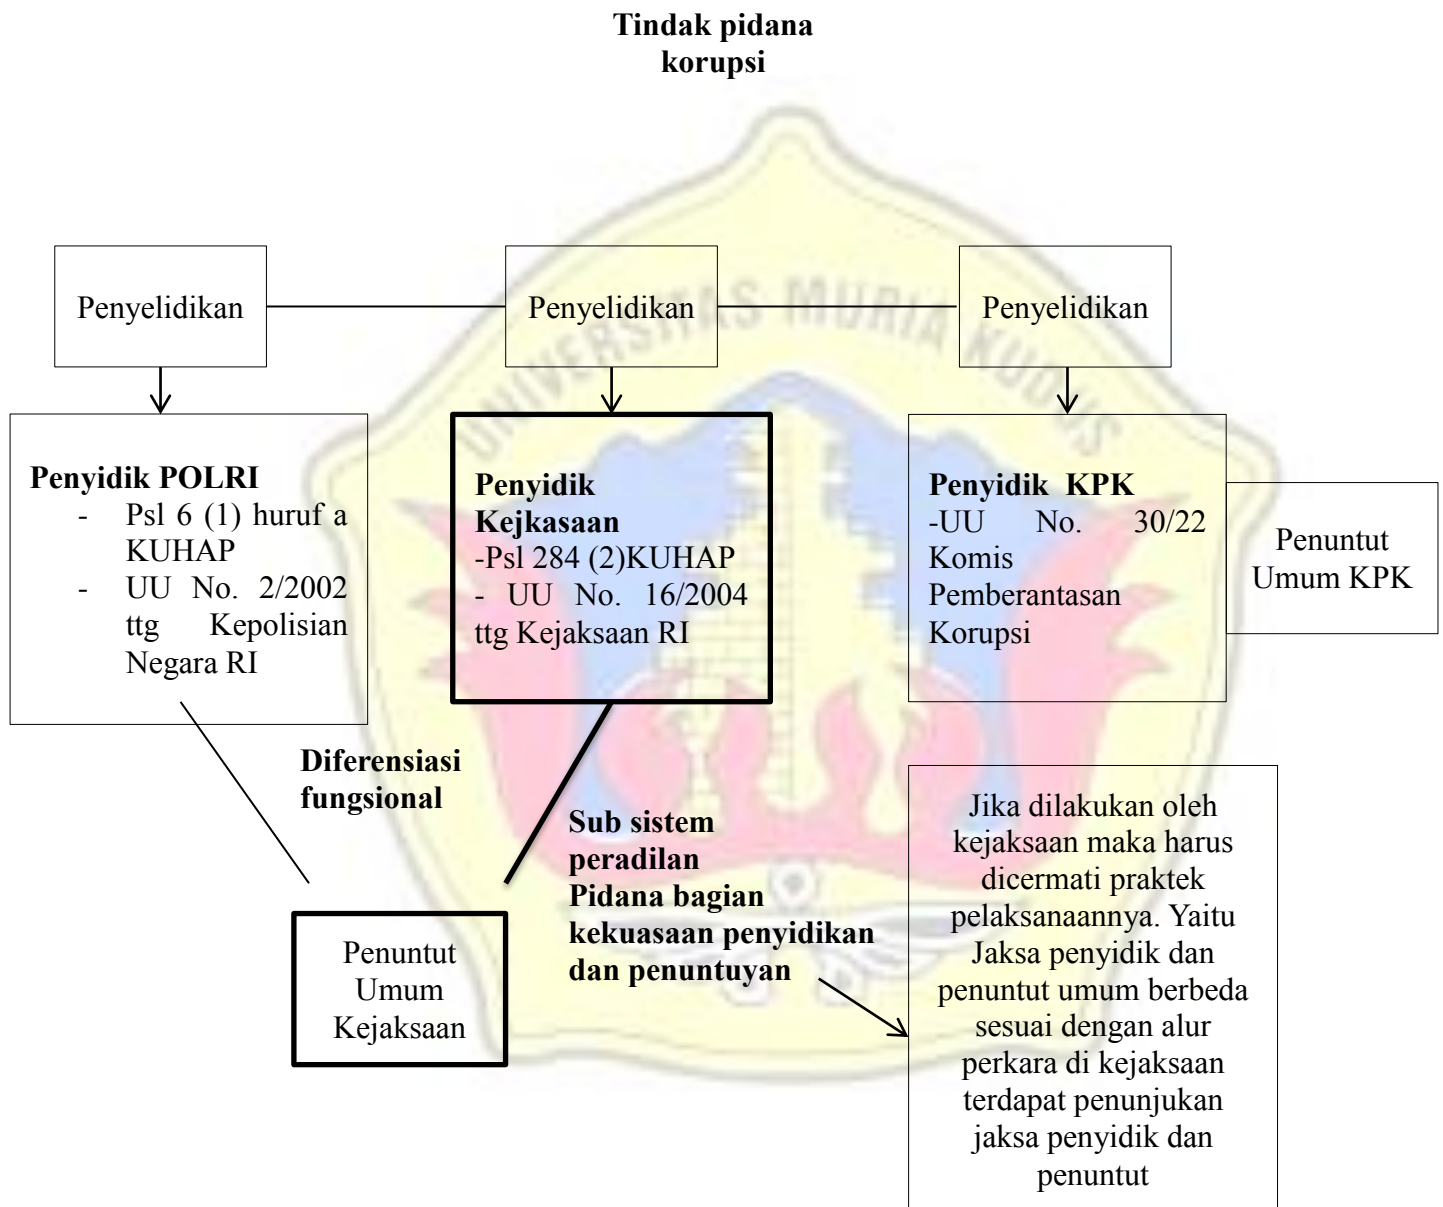 Tindak pidana
korupsi
UNIVERSITAS MURIA KUDUS
Penyelidikan
Penyelidikan
Penyelidikan
Penyidik POLRI
- Psl 6 (1) huruf a
KUHAP
- UU No. 2/2002
ttg Kepolisian
Negara RI
Penyidik
Kejkasaan
-Psl 284 (2)KUHAP
- UU No. 16/2004
ttg Kejaksaan RI
Penyidik KPK
-UU No. 30/22
Komis
Pemberantasan
Korupsi
Penuntut
Umum KPK
Diferensiasi
fungsional
Sub sistem
peradilan
Pidana bagian
kekuasaan penyidikan
dan penuntuyan
Penuntut
Umum
Kejaksaan
Jika dilakukan oleh
kejaksaan maka harus
dicermati praktek
pelaksanaannya. Yaitu
Jaksa penyidik dan
penuntut umum berbeda
sesuai dengan alur
perkara di kejaksaan
terdapat penunjukan
jaksa penyidik dan
penuntut